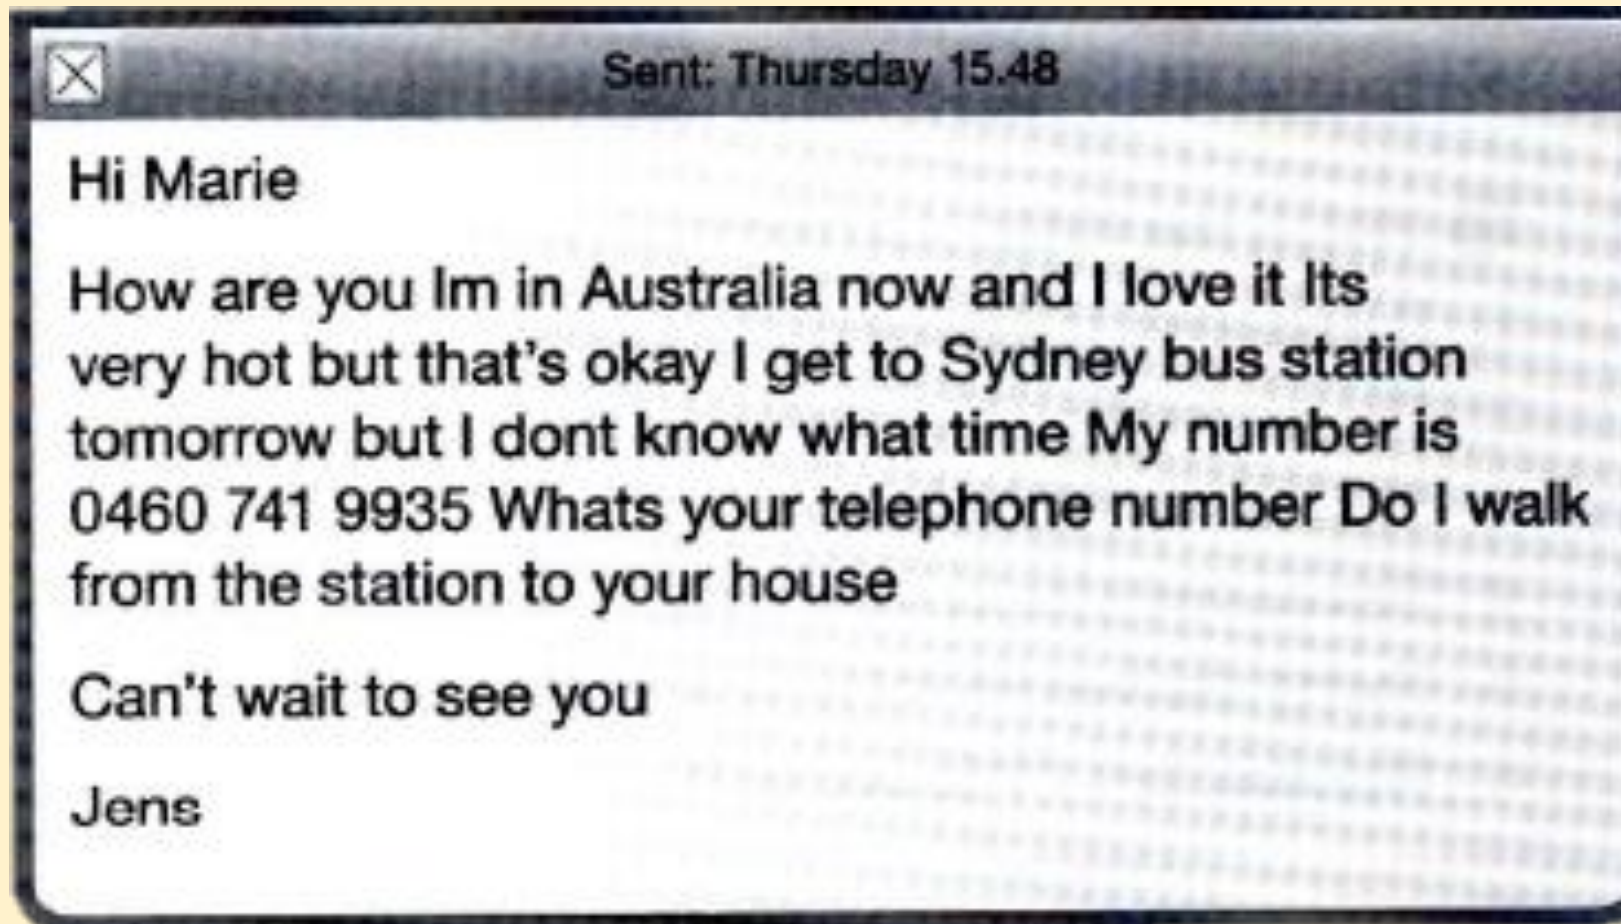 Sent: Thursday 15.48
Hi Marie
How are you Im in Australia now and I love it Its
very hot but that's okay I get to Sydney bus station
tomorrow but I dont know what time My number is
0460 741 9935 Whats your telephone number Do I walk
from the station to your house
Can't wait to see you
Jens